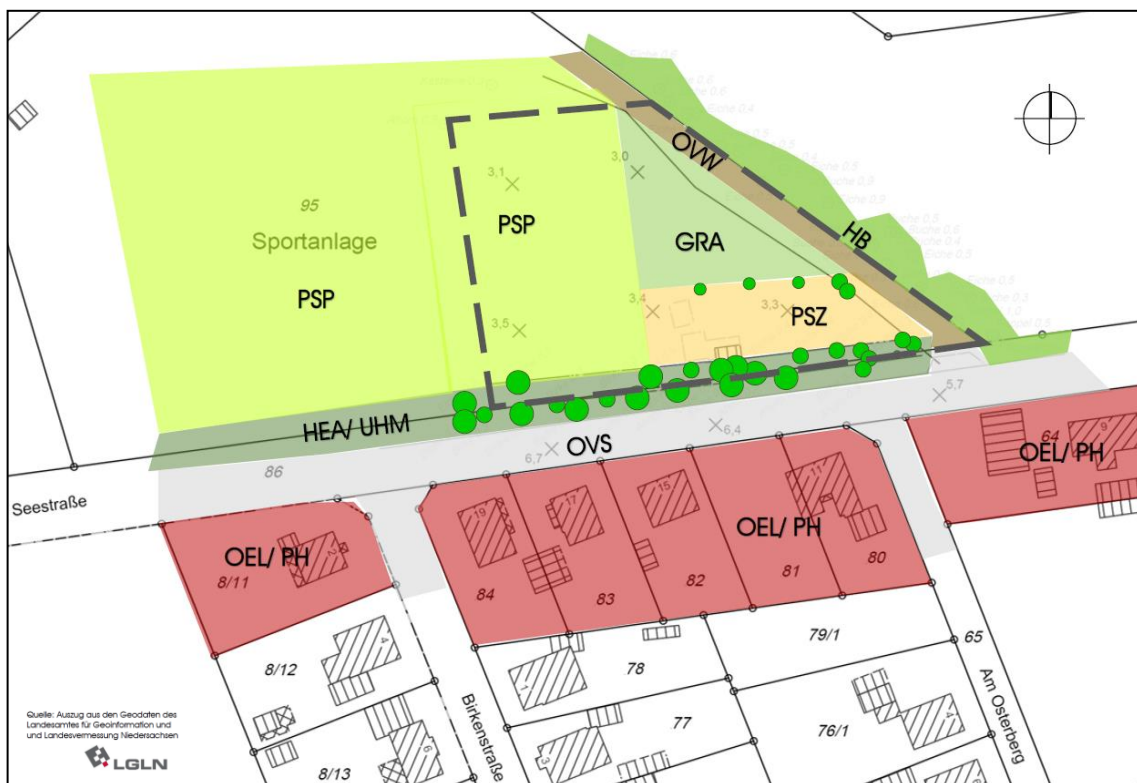 OVW
3,0
3,1
PSP
HB
95
Sportanlage
PSP
GRA
3,4
3,3
PSZ
3,5
5,7
HEA/ UHM
OVS
6,4
6,7
86
Seestraße
64
9
OEL/ PH
OEL/ PH
2
8/11
19
17
15
11
OEL/ PH
84
83
82
81
80
8/12
4
78
79/1
65
1
77
76/1
4
Birkenstraße
Am Osterberg
3
6
8/13
Quelle: Auszug aus den Geodaten des
Landesamtes für Geoinformation und
und Landesvermessung Niedersachsen
LGLN